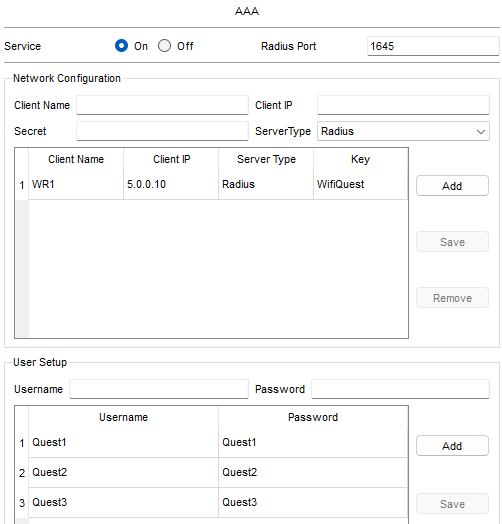 AAA
Service On Off Radius Port 1645
Network Configuration
Client Name Client IP
Secret ServerType Radius
Client Name Client IP Server Type Key
1 WR1 5.0.0.10 Radius WifiQuest
Add
Save
Remove
User Setup
Username Password
Username Password
1 Quest1 Quest1
Add
2 Quest2 Quest2
3 Quest3 Quest3
Save